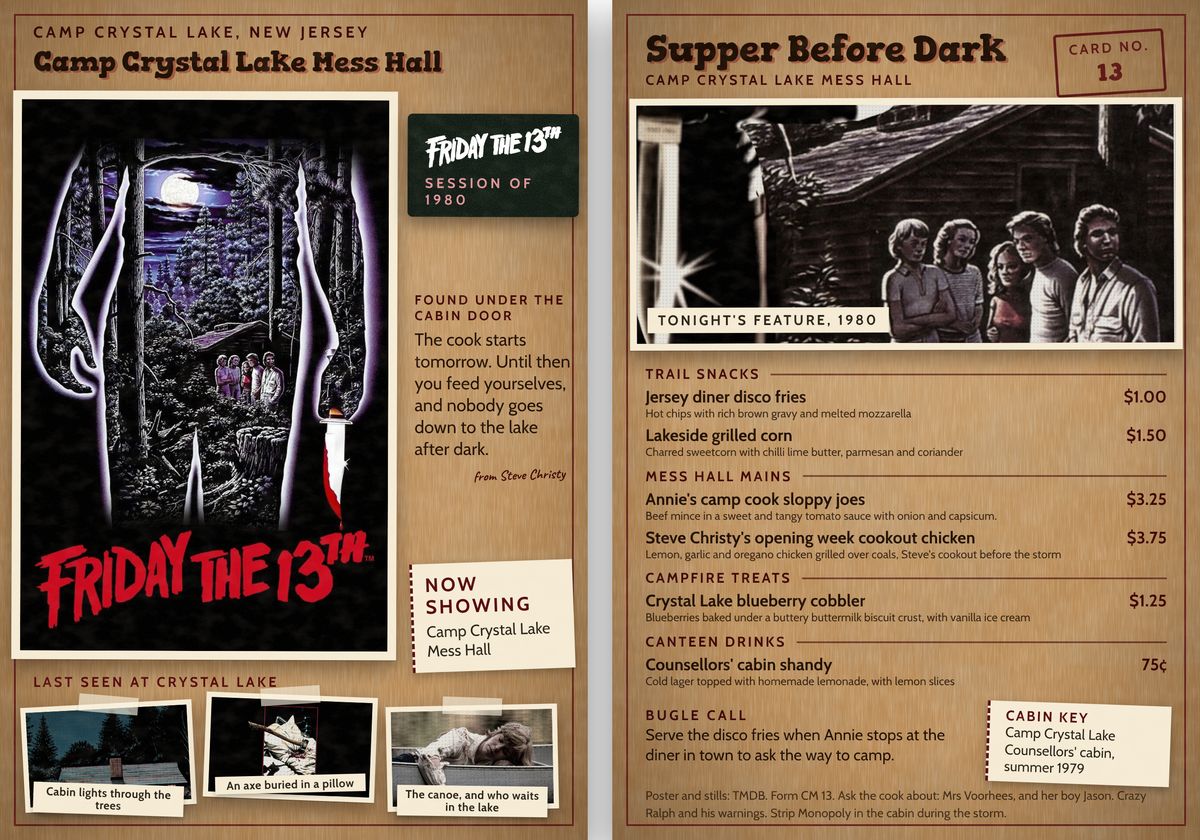 CAMP CRYSTAL LAKE, NEW JERSEY
Camp Crystal Lake Mess Hall
FRIDAY THE 13TH
SESSION OF
1980
FOUND UNDER THE
CABIN DOOR
The cook starts
tomorrow. Until then
you feed yourselves,
and nobody goes
down to the lake
after dark.
from Steve Christy
FRIDAY THE 13TH™
NOW
SHOWING
Camp Crystal Lake
Mess Hall
LAST SEEN AT CRYSTAL LAKE
Cabin lights through the
trees
An axe buried in a pillow
The canoe, and who waits
in the lake
Supper Before Dark
CAMP CRYSTAL LAKE MESS HALL
CARD NO.
13
TONIGHT'S FEATURE, 1980
TRAIL SNACKS
Jersey diner disco fries $1.00
Hot chips with rich brown gravy and melted mozzarella
Lakeside grilled corn $1.50
Charred sweetcorn with chilli lime butter, parmesan and coriander
MESS HALL MAINS
Annie's camp cook sloppy joes $3.25
Beef mince in a sweet and tangy tomato sauce with onion and capsicum.
Steve Christy's opening week cookout chicken $3.75
Lemon, garlic and oregano chicken grilled over coals, Steve's cookout before the storm
CAMPFIRE TREATS
Crystal Lake blueberry cobbler $1.25
Blueberries baked under a buttery buttermilk biscuit crust, with vanilla ice cream
CANTEEN DRINKS
Counsellors' cabin shandy 75¢
Cold lager topped with homemade lemonade, with lemon slices
BUGLE CALL
Serve the disco fries when Annie stops at the
diner in town to ask the way to camp.
CABIN KEY
Camp Crystal Lake
Counsellors' cabin,
summer 1979
Poster and stills: TMDB. Form CM 13. Ask the cook about: Mrs Voorhees, and her boy Jason. Crazy
Ralph and his warnings. Strip Monopoly in the cabin during the storm.